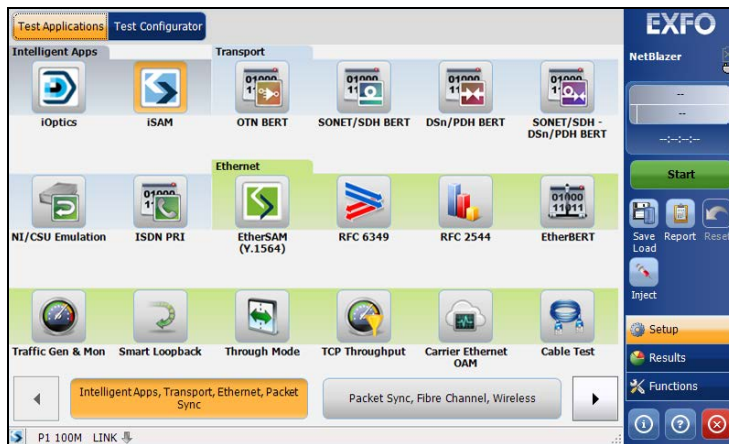 Test Applications Test Configurator
EXFO
Intelligent Apps Transport
NetBlazer
iOptics iSAM OTN BERT SONET/SDH BERT DSn/PDH BERT SONET/SDH -
DSn/PDH BERT
--
--
--:--:--
Start
Ethernet
NI/CSU Emulation ISDN PRI EtherSAM
(Y.1564) RFC 6349 RFC 2544 EtherBERT
Save
Load Report Reset
Inject
Traffic Gen & Mon Smart Loopback Through Mode TCP Throughput Carrier Ethernet
OAM Cable Test
Setup
Results
Functions
Intelligent Apps, Transport, Ethernet, Packet
Sync
Packet Sync, Fibre Channel, Wireless
P1 100M LINK